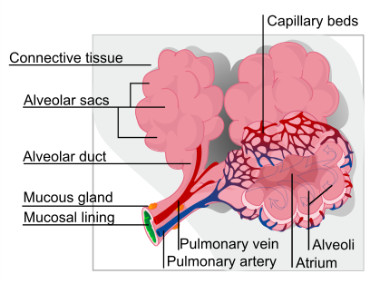 Capillary beds
Connective tissue
Alveolar sacs
Alveolar duct
Mucous gland
Mucosal lining
Pulmonary vein
Alveoli
Pulmonary artery
Atrium